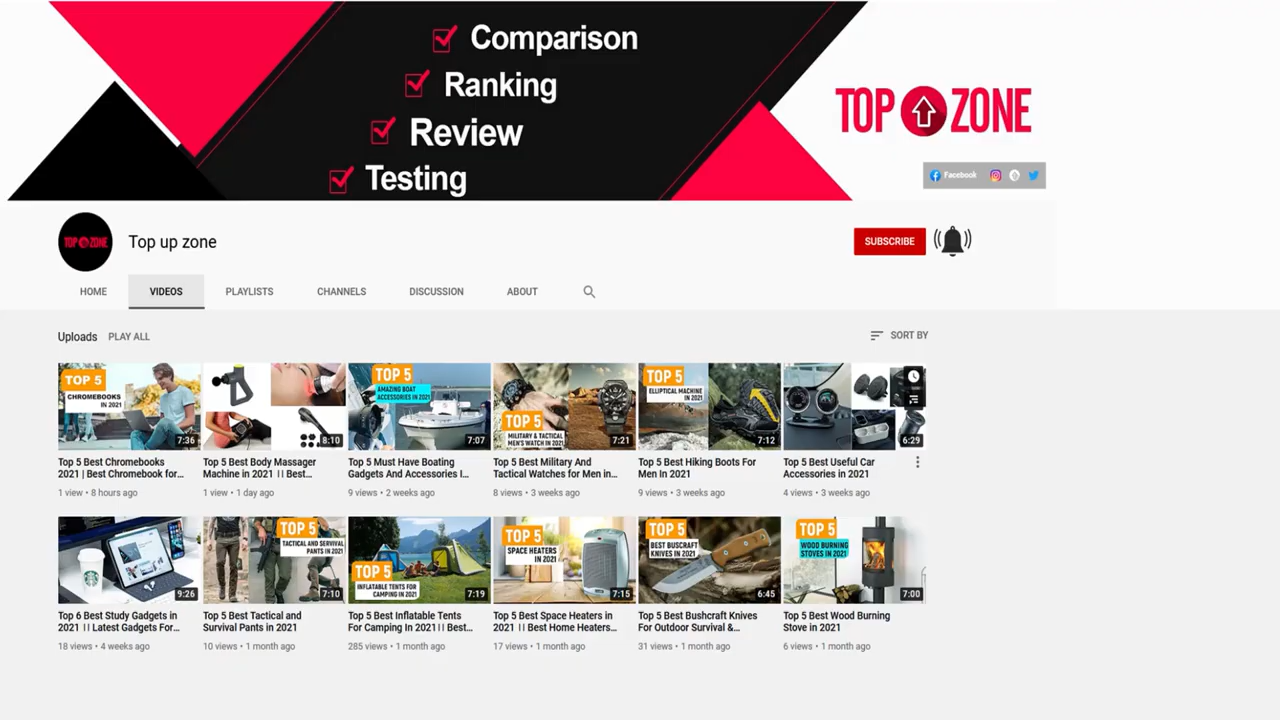 Comparison
Ranking
Review
Testing
TOP ZONE
Facebook
TOP ZONE
Top up zone
SUBSCRIBE
HOME
VIDEOS
PLAYLISTS
CHANNELS
DISCUSSION
ABOUT
Uploads
PLAY ALL
SORT BY
TOP 5
CHROMEBOOKS
IN 2021
7:36
8:10
TOP 5
AMAZING BOAT
ACCESSORIES IN 2021
7:07
TOP 5
MILITARY & TACTICAL
MEN'S WATCH IN 2021
7:21
TOP 5
ELLIPTICAL MACHINE
IN 2021
7:12
6:29
Top 5 Best Chromebooks
2021 | Best Chromebook for...
1 view • 8 hours ago
Top 5 Best Body Massager
Machine in 2021 || Best...
1 view • 1 day ago
Top 5 Must Have Boating
Gadgets And Accessories I...
9 views • 2 weeks ago
Top 5 Best Military And
Tactical Watches for Men in...
8 views • 3 weeks ago
Top 5 Best Hiking Boots For
Men In 2021
9 views • 3 weeks ago
Top 5 Best Useful Car
Accessories in 2021
4 views • 3 weeks ago
9:26
TOP 5
TACTICAL AND SERVIVAL
PANTS IN 2021
7:10
TOP 5
INFLATABLE TENTS FOR
CAMPING IN 2021
7:19
TOP 5
SPACE HEATERS
IN 2021
7:15
TOP 5
BEST BUSCRAFT
KNIVES IN 2021
6:45
TOP 5
WOOD BURNING
STOVES IN 2021
7:00
Top 6 Best Study Gadgets in
2021 || Latest Gadgets For...
18 views • 4 weeks ago
Top 5 Best Tactical and
Survival Pants in 2021
10 views • 1 month ago
Top 5 Best Inflatable Tents
For Camping In 2021|| Best...
285 views • 1 month ago
Top 5 Best Space Heaters in
2021 || Best Home Heaters...
17 views • 1 month ago
Top 5 Best Bushcraft Knives
For Outdoor Survival &...
31 views • 1 month ago
Top 5 Best Wood Burning
Stove in 2021
6 views • 1 month ago